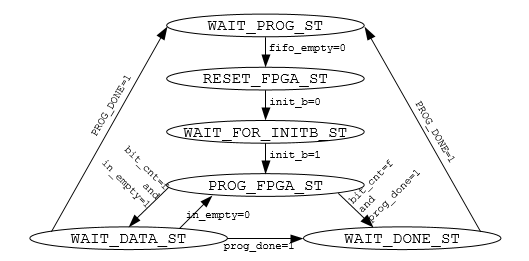 WAIT_PROG_ST
fifo_empty=0
RESET_FPGA_ST
init_b=0
PROG_DONE=1
PROG_DONE=1
WAIT_FOR_INITB_ST
init_b=1
bit_cnt=f
and
in_empty=1
PROG_FPGA_ST
bit_cnt=f
and
prog_done=1
in_empty=0
WAIT_DATA_ST
prog_done=1
WAIT_DONE_ST